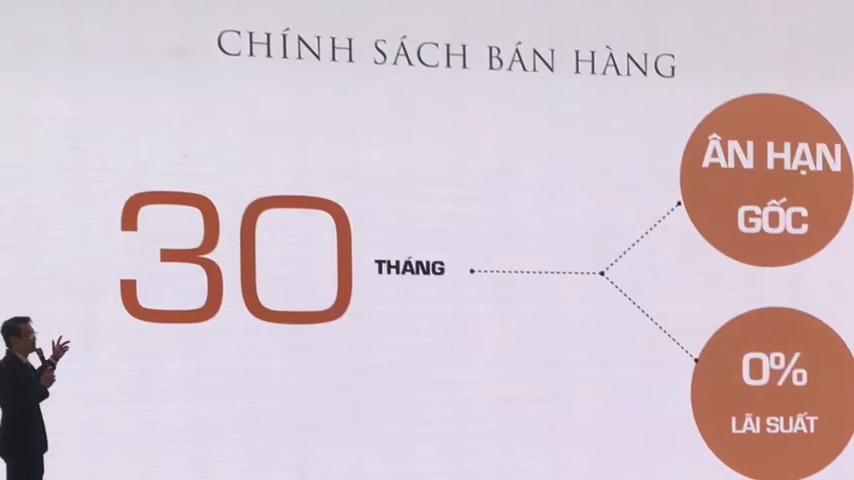 CHÍNH SÁCH BÁN HÀNG
30 THÁNG
ÂN HẠN
GỐC
0%
LÃI SUẤT